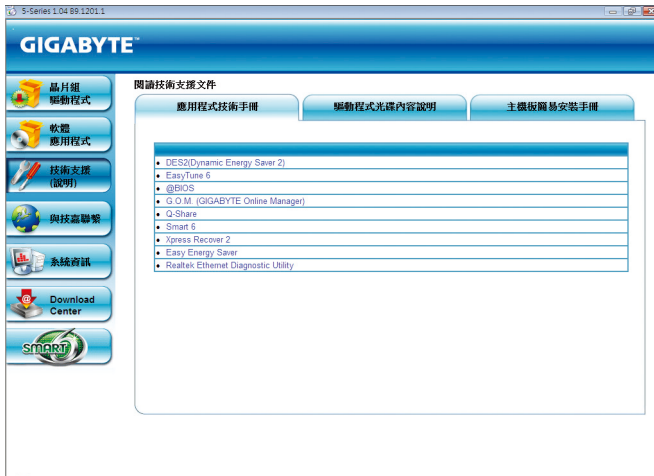 5-Series 1.04 B9.1201.1
GIGABYTE™
晶片組
驅動程式
軟體
應用程式
技術支援
(說明)
與技嘉聯繫
系統資訊
Download
Center
SMART
閱讀技術支援文件
應用程式技術手冊
驅動程式光碟內容說明
主機板簡易安裝手冊
• DES2(Dynamic Energy Saver 2)
• EasyTune 6
• @BIOS
• G.O.M. (GIGABYTE Online Manager)
• Q-Share
• Smart 6
• Xpress Recover 2
• Easy Energy Saver
• Realtek Ethernet Diagnostic Utility